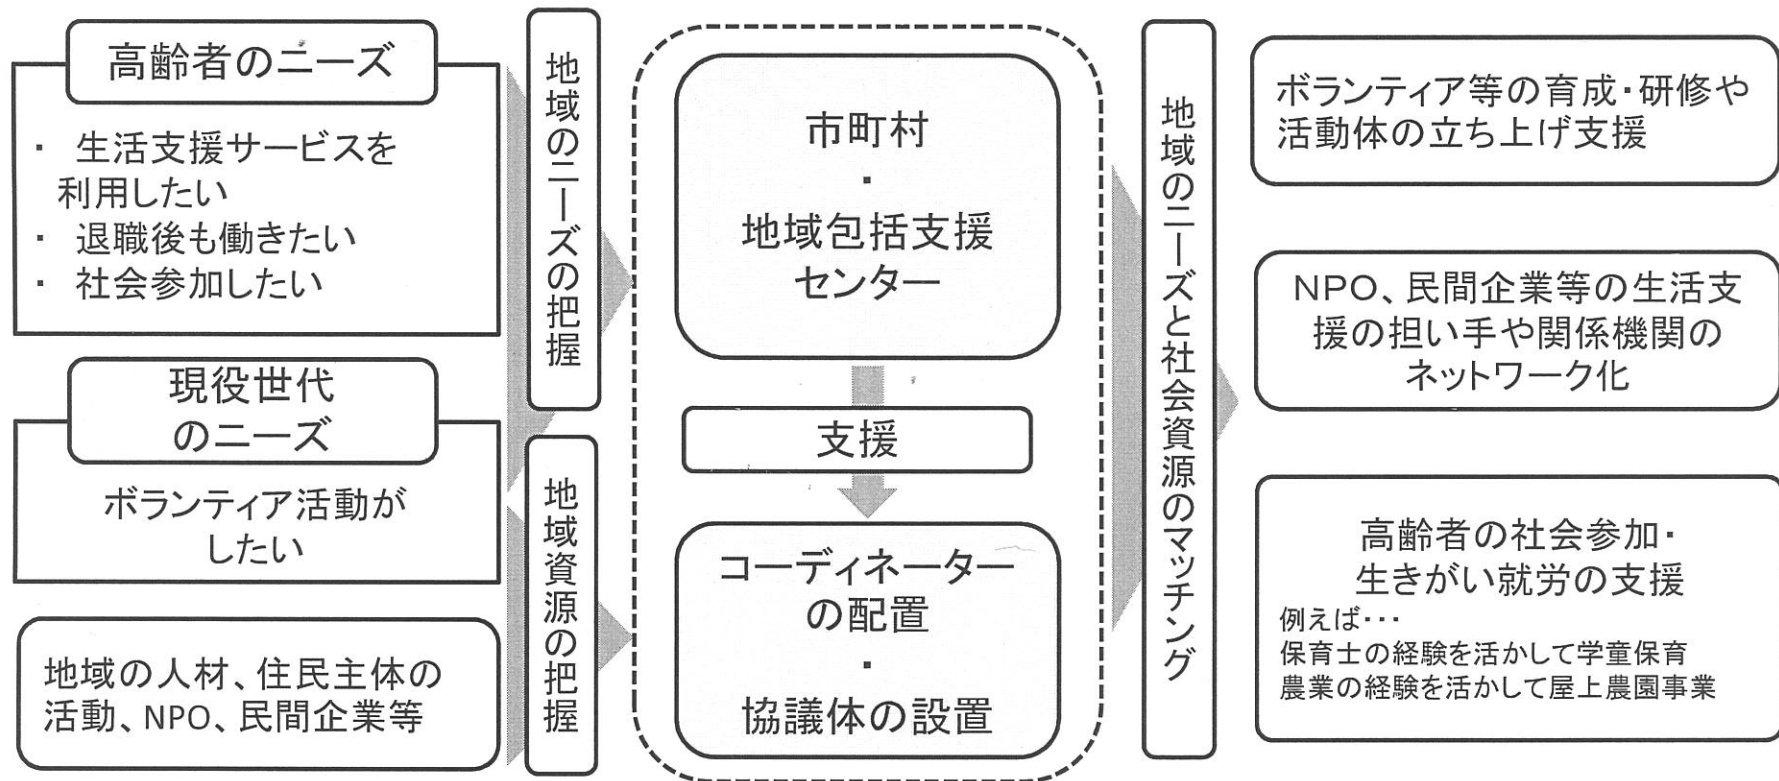 高齢者のニーズ
・ 生活支援サービスを
利用したい
・ 退職後も働きたい
・ 社会参加したい
現役世代
のニーズ
ボランティア活動が
したい
地域の人材、住民主体の
活動、NPO、民間企業等
地域のニーズの把握
地域資源の把握
市町村
・
地域包括支援
センター
支援
コーディネーター
の配置
・
協議体の設置
地域のニーズと社会資源のマッチング
ボランティア等の育成・研修や
活動体の立ち上げ支援
NPO、民間企業等の生活支
援の担い手や関係機関の
ネットワーク化
高齢者の社会参加・
生きがい就労の支援
例えば・・・
保育士の経験を活かして学童保育
農業の経験を活かして屋上農園事業